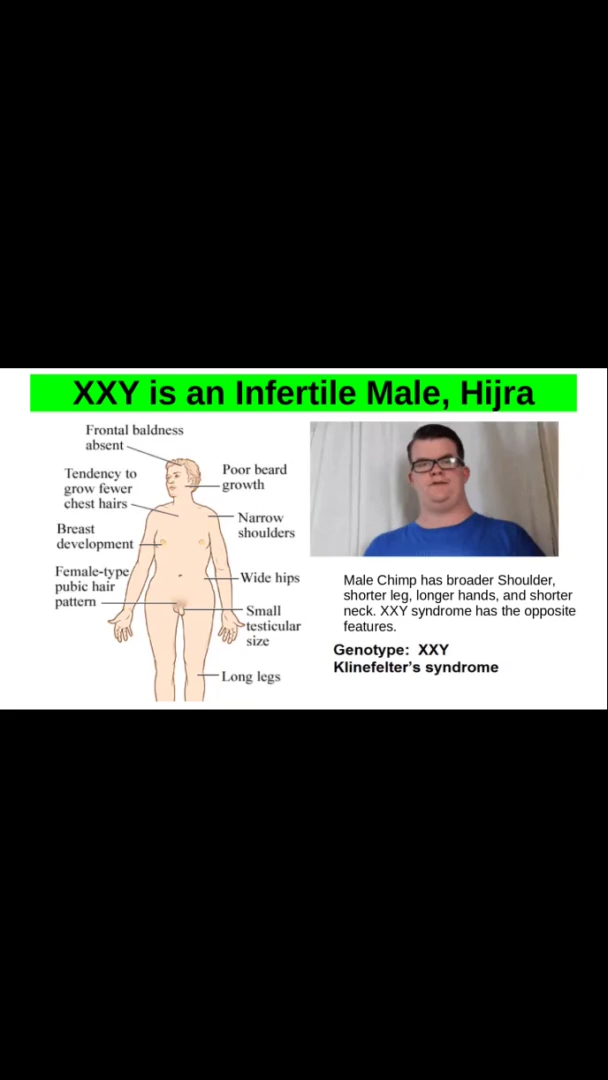 XXY is an Infertile Male, Hijra
Frontal baldness
absent
Tendency to
grow fewer
chest hairs
Breast
development
Female-type
pubic hair
pattern
Poor beard
growth
Narrow
shoulders
Wide hips
Small
testicular
size
Long legs
Male Chimp has broader Shoulder,
shorter leg, longer hands, and shorter
neck. XXY syndrome has the opposite
features.
Genotype: XXY
Klinefelter's syndrome